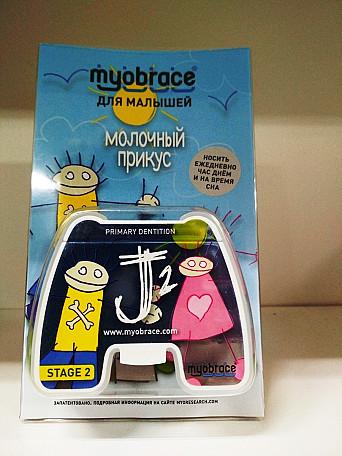 myobrace
ДЛЯ МАЛЫШЕЙ
МОЛОЧНЫЙ
ПРИКУС
НОСИТЬ
ЕЖЕДНЕВНО
ЧАС ДНЁМ
И НА ВРЕМЯ
СНА
PRIMARY DENTITION
J2
www.myobrace.com
STAGE 2
myobrace
ЗАПАТЕНТОВАНО. ПОДРОБНАЯ ИНФОРМАЦИЯ НА САЙТЕ MYORESEARCH.COM